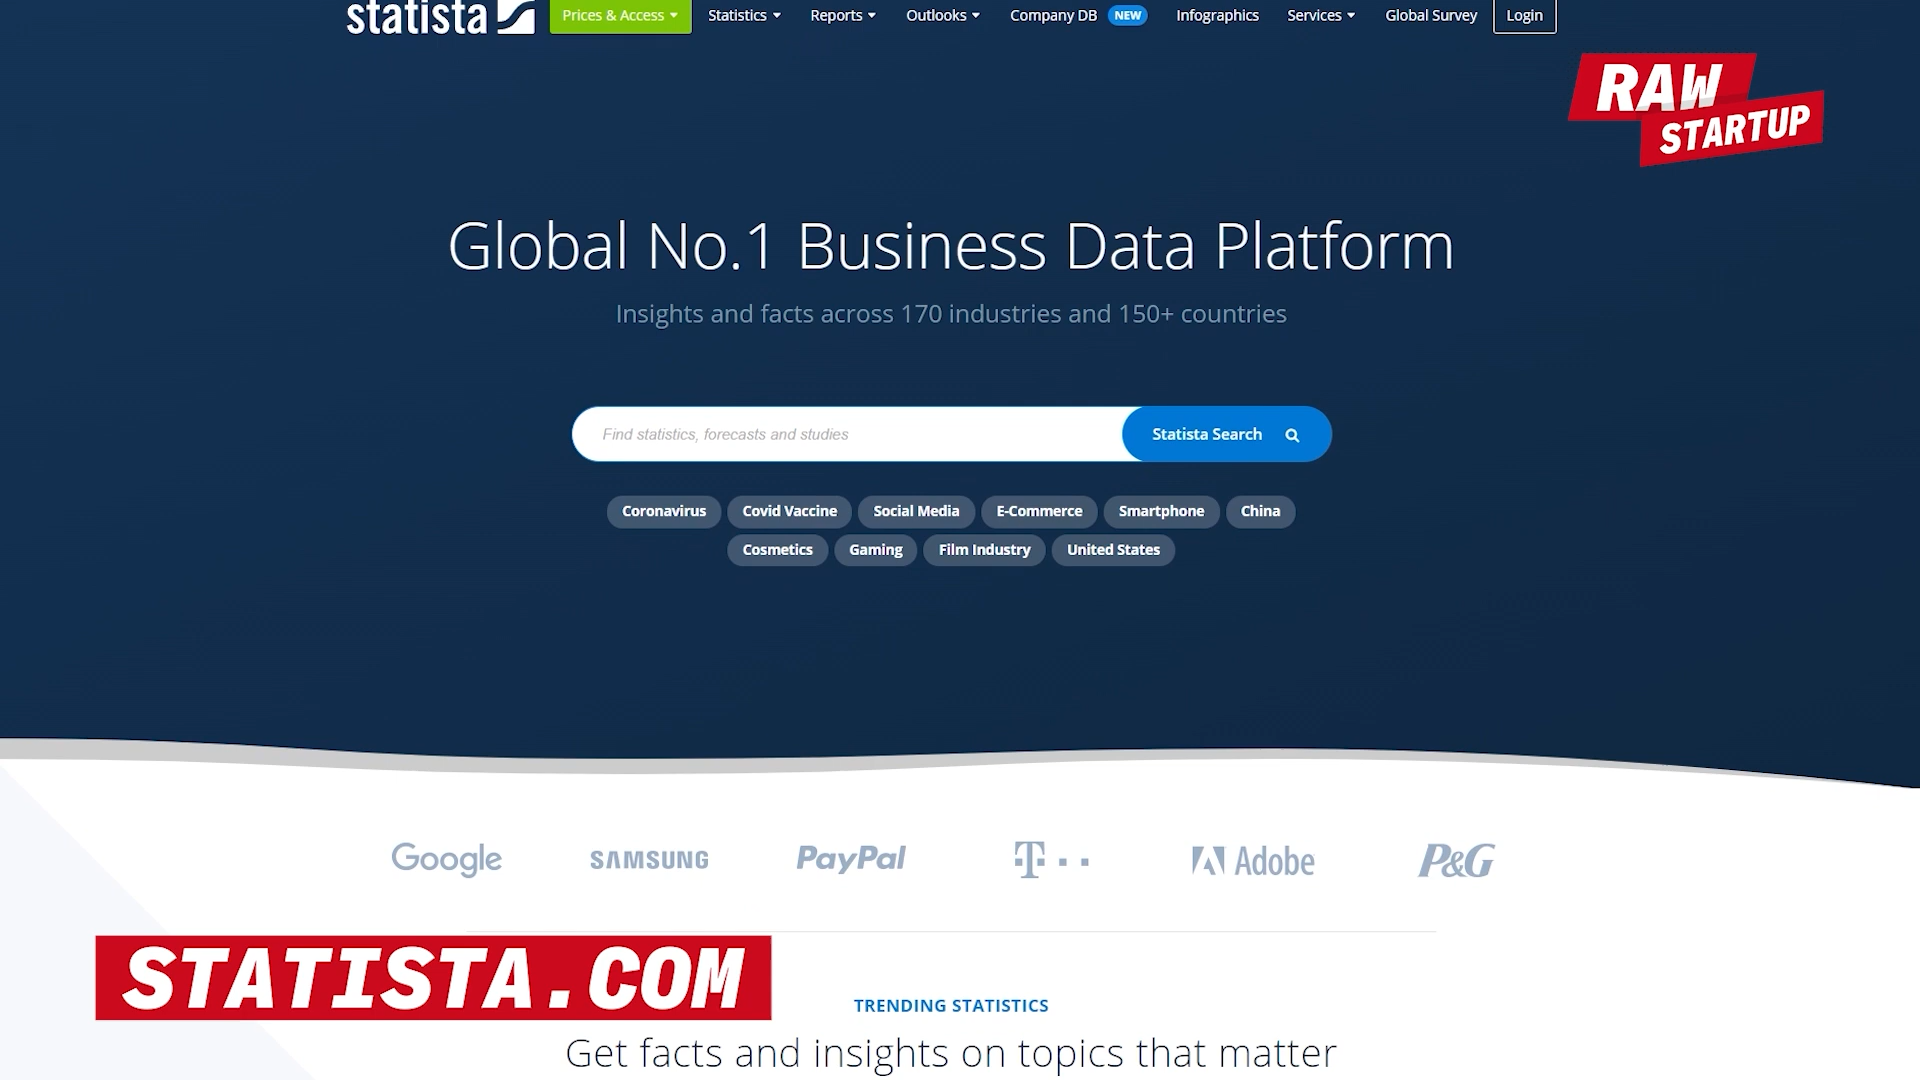 statista
Prices & Access Statistics Reports Outlooks Company DB NEW Infographics Services Global Survey Login
RAW
STARTUP
Global No.1 Business Data Platform
Insights and facts across 170 industries and 150+ countries
Find statistics, forecasts and studies Statista Search
Coronavirus Covid Vaccine Social Media E-Commerce Smartphone China
Cosmetics Gaming Film Industry United States
Google SAMSUNG PayPal T Adobe P&G
STATISTA.COM
TRENDING STATISTICS
Get facts and insights on topics that matter